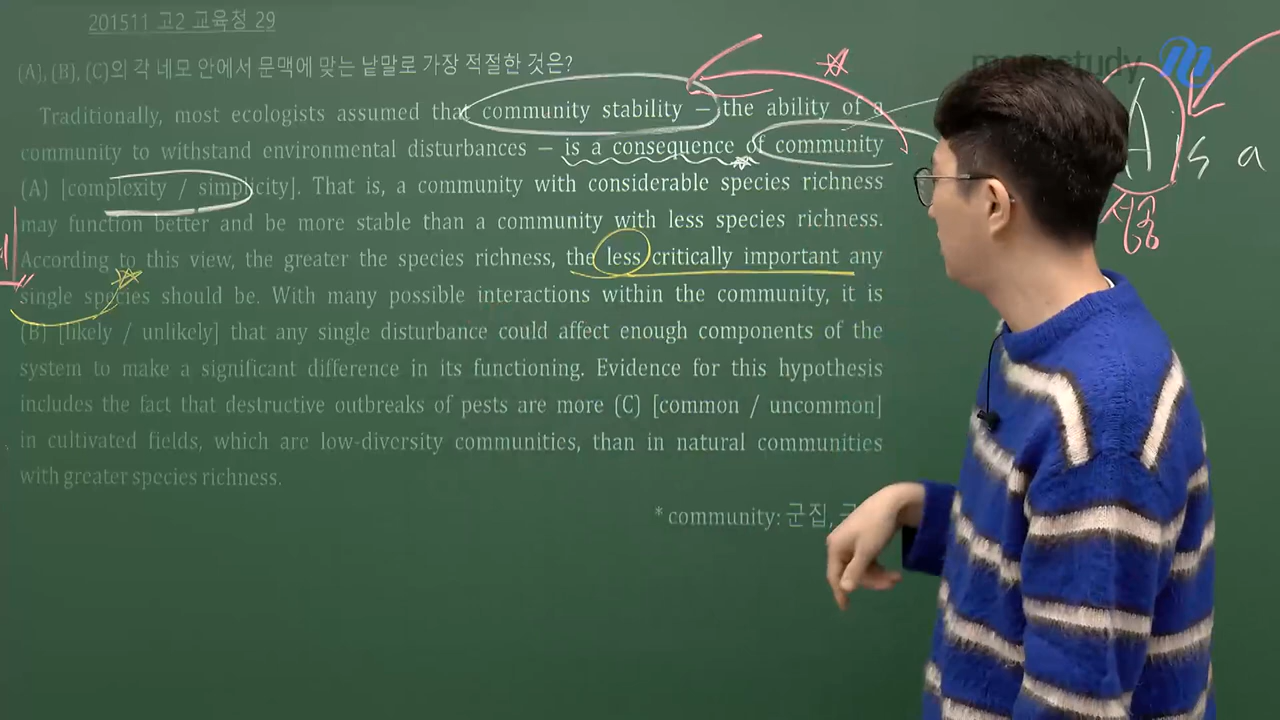 201511 고2 교육청 29
(A), (B), (C)의 각 네모 안에서 문맥에 맞는 낱말로 가장 적절한 것은?
Traditionally, most ecologists assumed that community stability – the ability of a
community to withstand environmental disturbances – is a consequence of community
(A) [complexity / simplicity]. That is, a community with considerable species richness
may function better and be more stable than a community with less species richness.
According to this view, the greater the species richness, the less critically important any
single species should be. With many possible interactions within the community, it is
(B) [likely / unlikely] that any single disturbance could affect enough components of the
system to make a significant difference in its functioning. Evidence for this hypothesis
includes the fact that destructive outbreaks of pests are more (C) [common / uncommon]
in cultivated fields, which are low-diversity communities, than in natural communities
with greater species richness.
* community: 군집,
study
A is a